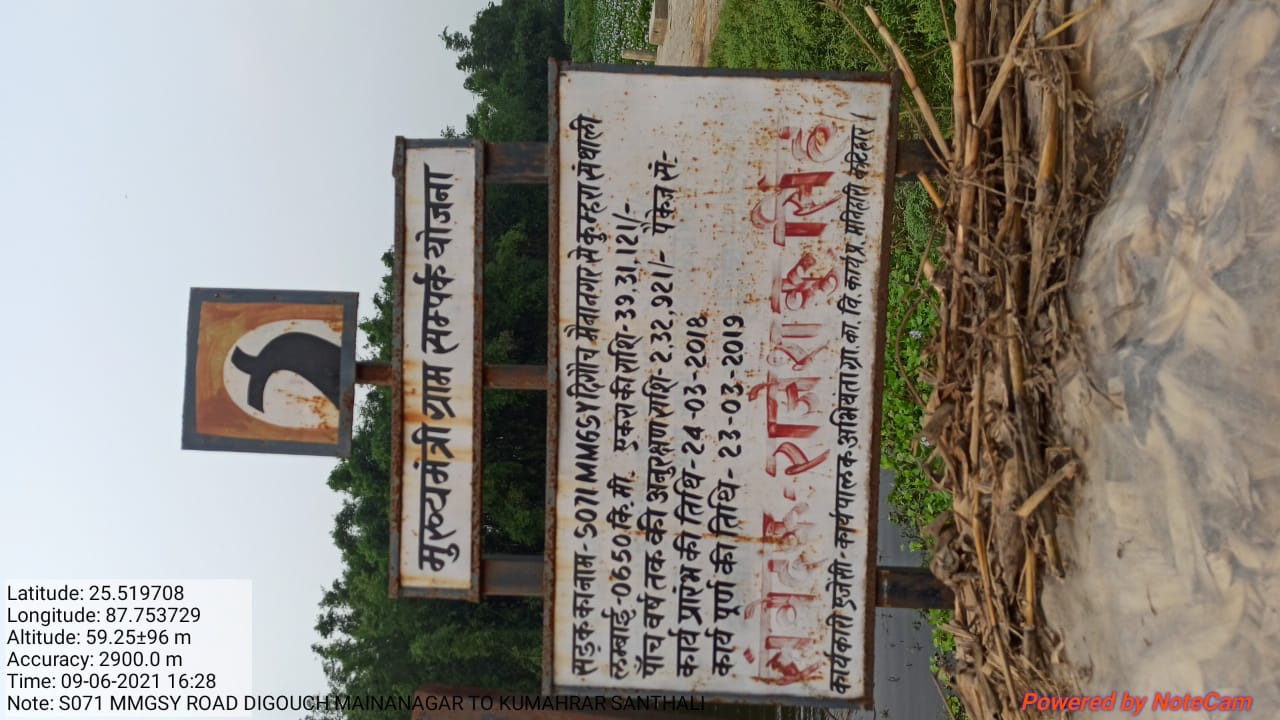 मुख्यमंत्री ग्राम सम्पर्क योजना
सड़क का नाम - S071 MMGSY दिगौच मैनानगर से कुम्हरा संथाली
लम्बाई - 0.650 कि.मी. इकरा की राशि - 39,31,121/-
पाँच वर्ष तक की अनुरक्षण राशि - 2,32,921/- पैकेज सं.-
कार्य प्रारंभ की तिथि - 24-03-2018
कार्य पूर्ण की तिथि - 23-03-2019
संवेदक:- राजेश कु सिंह
कार्यकारी एजेंसी - कार्यपालक अभियंता ग्रा. का. वि. कार्य प्र. मनिहारी कटिहार।
Latitude: 25.519708
Longitude: 87.753729
Altitude: 59.25±96 m
Accuracy: 2900.0 m
Time: 09-06-2021 16:28
Note: S071 MMGSY ROAD DIGOUCH MAINANAGAR TO KUMAHRAR SANTHALI
Powered by NoteCam